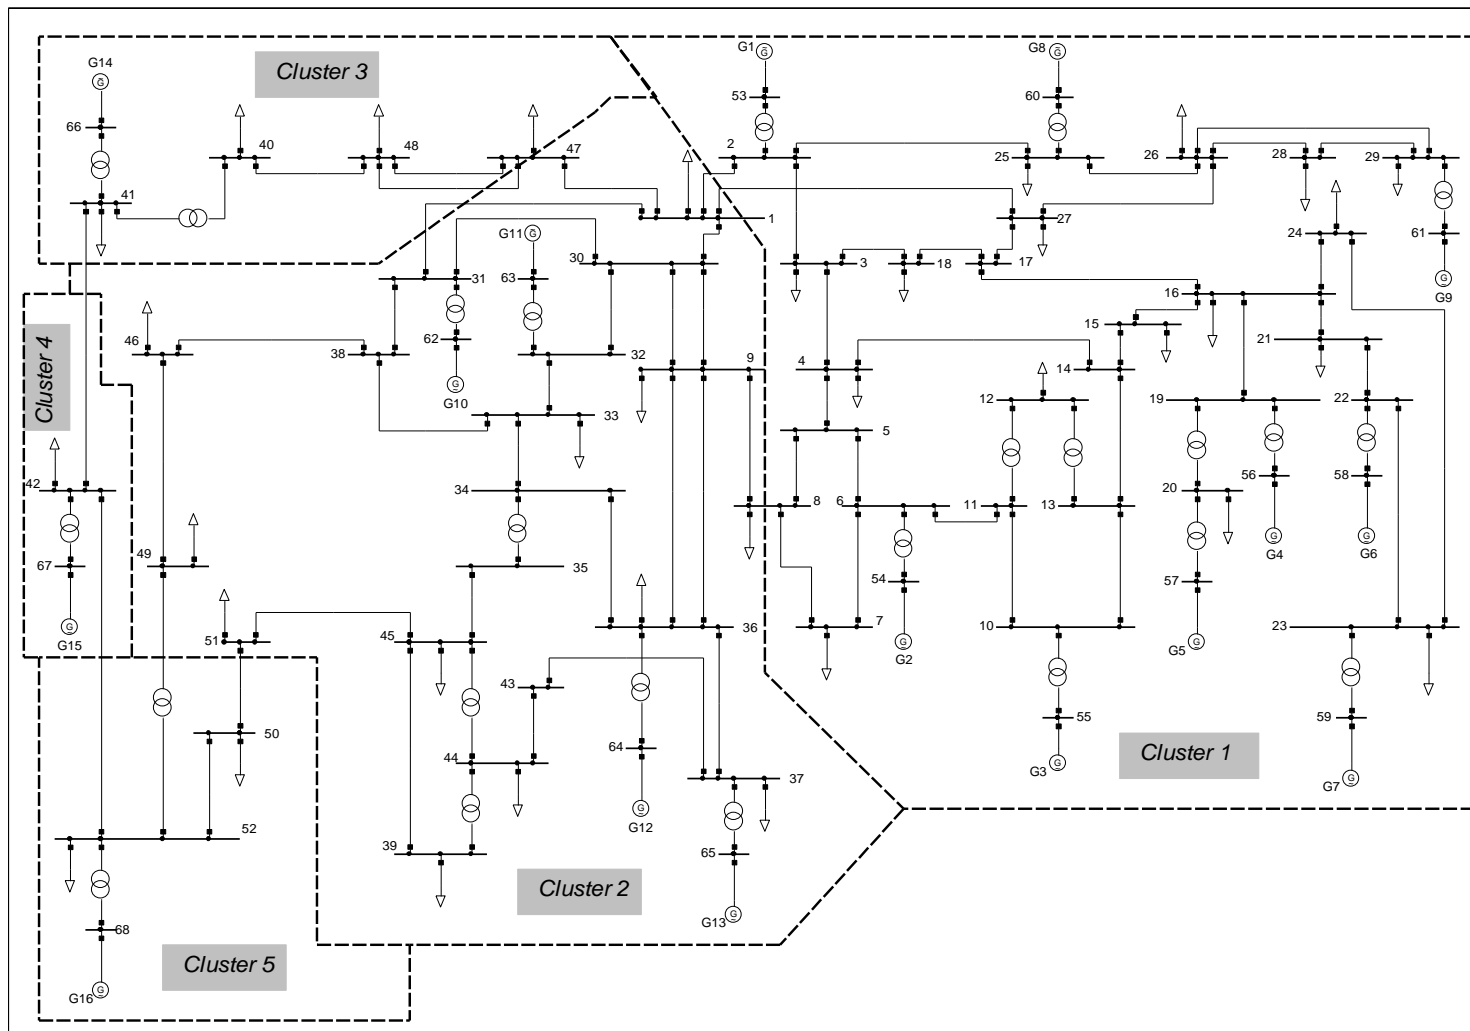 G1 G8
Cluster 3
G14
53 60
66 40 48 47 2 25 26 28 29
41
1 27 24 61
G11
30 3 18 17
31 63 16 G9
15
46 38 62 32 9 4 14 21
Cluster 4
G10
12 19 22
33
5
42 34 56 58
6 11 13 20
8
49 67 35 54 57 G4 G6
G15 51 45 36 7 10 G5 23
G2
43
50 44 64 55 59
37 Cluster 1
G3 G7
G12
52 39 65
Cluster 2
G13
68
Cluster 5
G16
G G G G G G G G G G G G G G G G